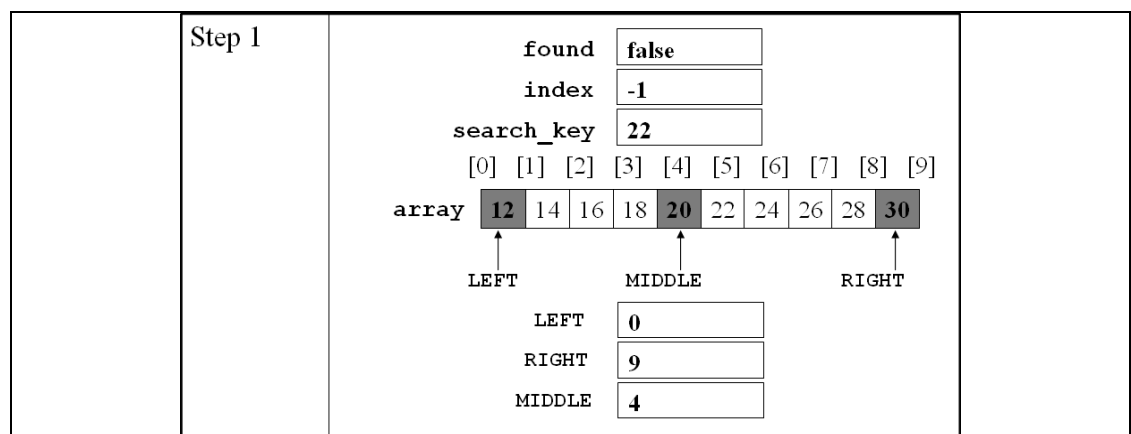 Step 1
found false
index -1
search_key 22
[0] [1] [2] [3] [4] [5] [6] [7] [8] [9]
array 12 14 16 18 20 22 24 26 28 30
LEFT MIDDLE RIGHT
LEFT 0
RIGHT 9
MIDDLE 4